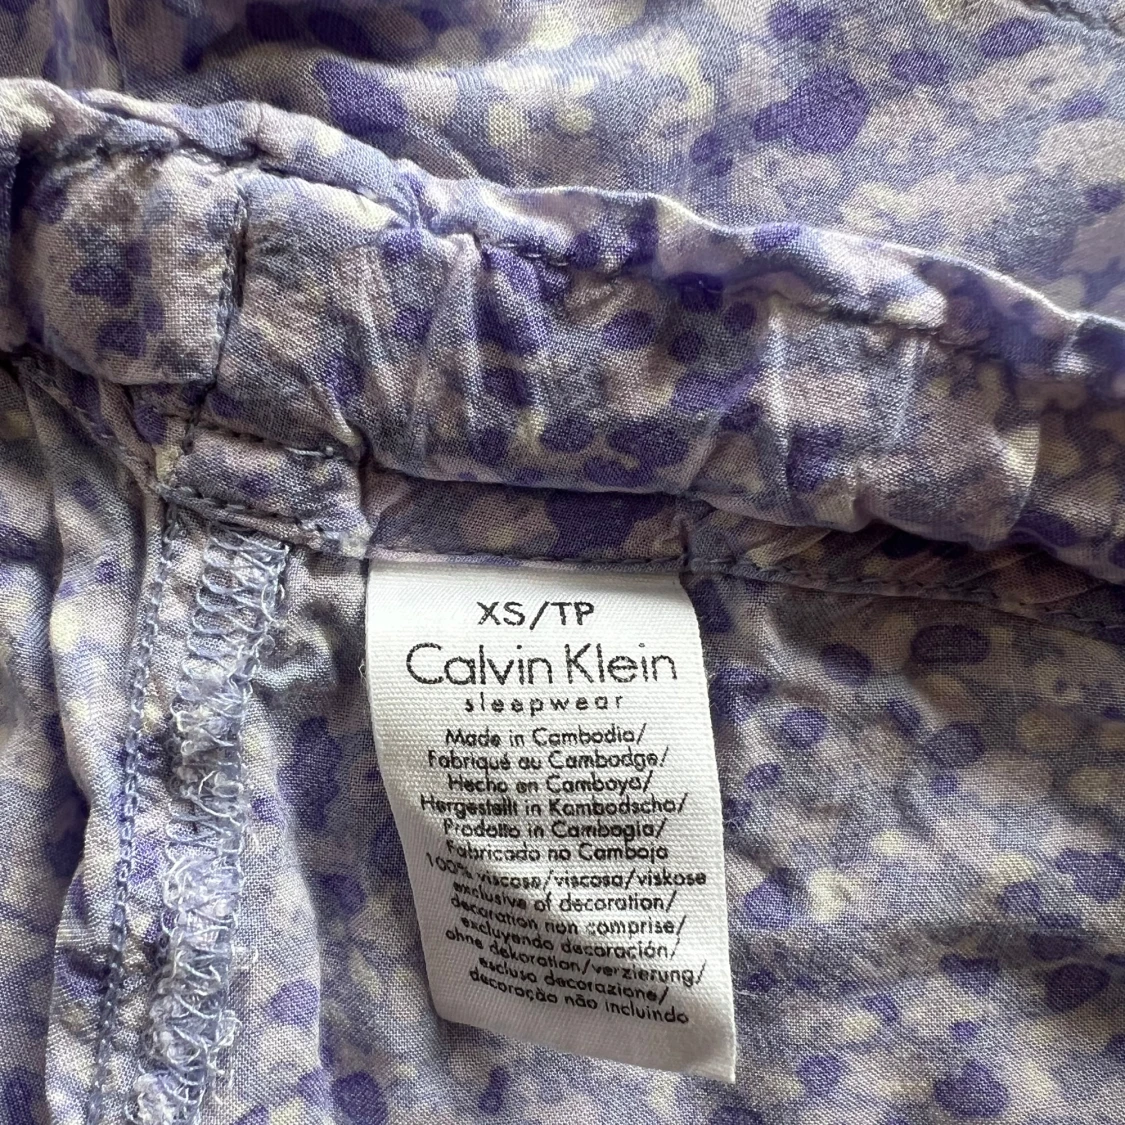 XS/TP
Calvin Klein
sleepwear
Made in Cambodia/
Fabriqué au Cambodge/
Hecho en Camboya/
Hergestellt in Kambodscha/
Prodotto in Cambogia/
Fabricado no Camboja
100% viscose/viscosa/viskose
exclusive of decoration/
decoration non comprise/
excluyendo decoración/
ohne dekoration/verzierung/
escluso decorazione/
decoração não incluindo